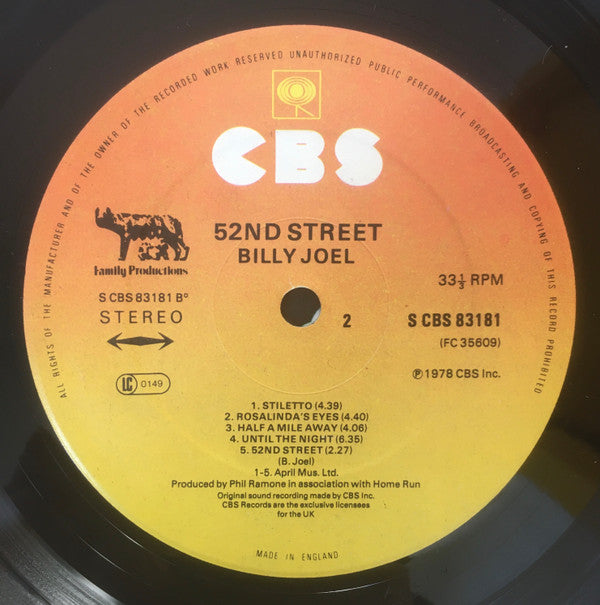 ALL RIGHTS OF THE MANUFACTURER AND OF THE OWNER OF THE RECORDED WORK RESERVED UNAUTHORIZED PUBLIC PERFORMANCE BROADCASTING AND COPYING OF THIS RECORD PROHIBITED
CBS
52ND STREET
BILLY JOEL
Family Productions
33⅓ RPM
S CBS 83181 B°
STEREO
2
S CBS 83181
(FC 35609)
LC 0149
℗ 1978 CBS Inc.
1. STILETTO (4.39)
2. ROSALINDA'S EYES (4.40)
3. HALF A MILE AWAY (4.06)
4. UNTIL THE NIGHT (6.35)
5. 52ND STREET (2.27)
(B. Joel)
1-5. April Mus. Ltd.
Produced by Phil Ramone in association with Home Run
Original sound recording made by CBS Inc.
CBS Records are the exclusive licensees
for the UK
MADE IN ENGLAND